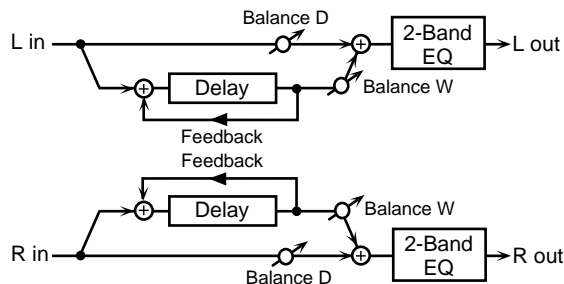 Balance D
L in
2-Band
EQ
L out
Delay
Balance W
Feedback
Feedback
Delay
Balance W
R in
2-Band
EQ
R out
Balance D